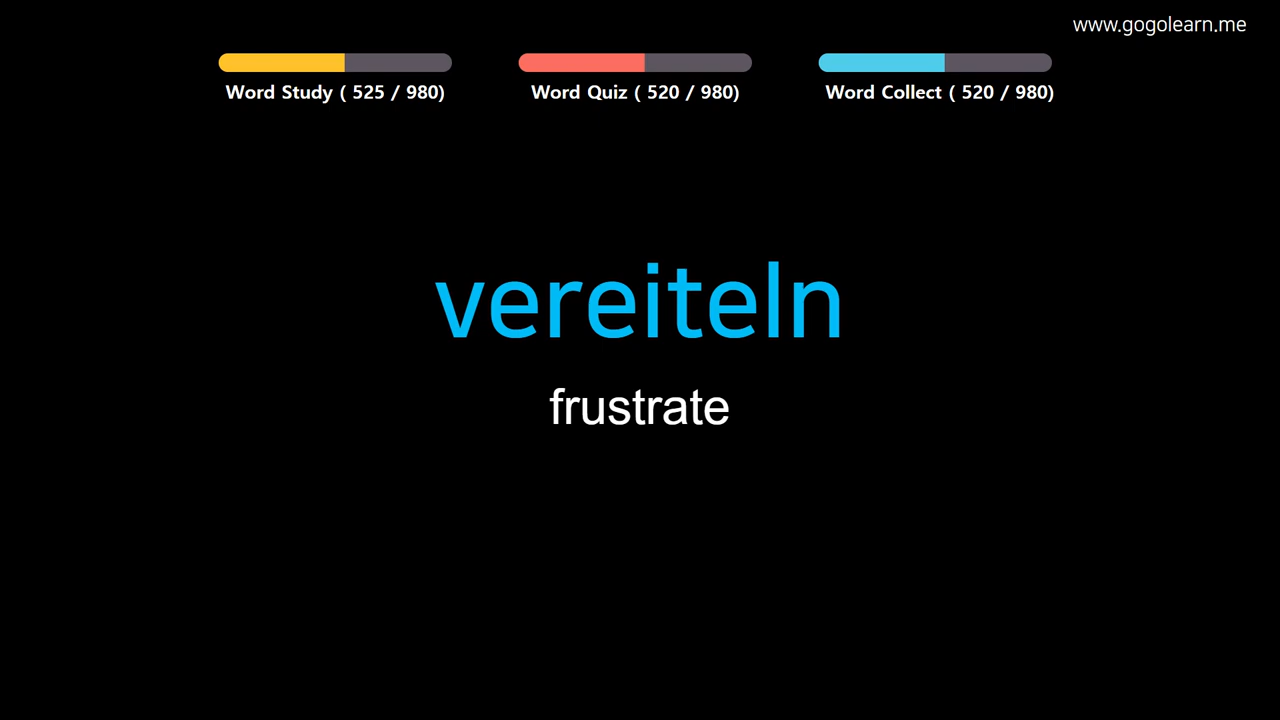 www.gogolearn.me
Word Study ( 525 / 980)
Word Quiz ( 520 / 980)
Word Collect ( 520 / 980)
vereiteln
frustrate